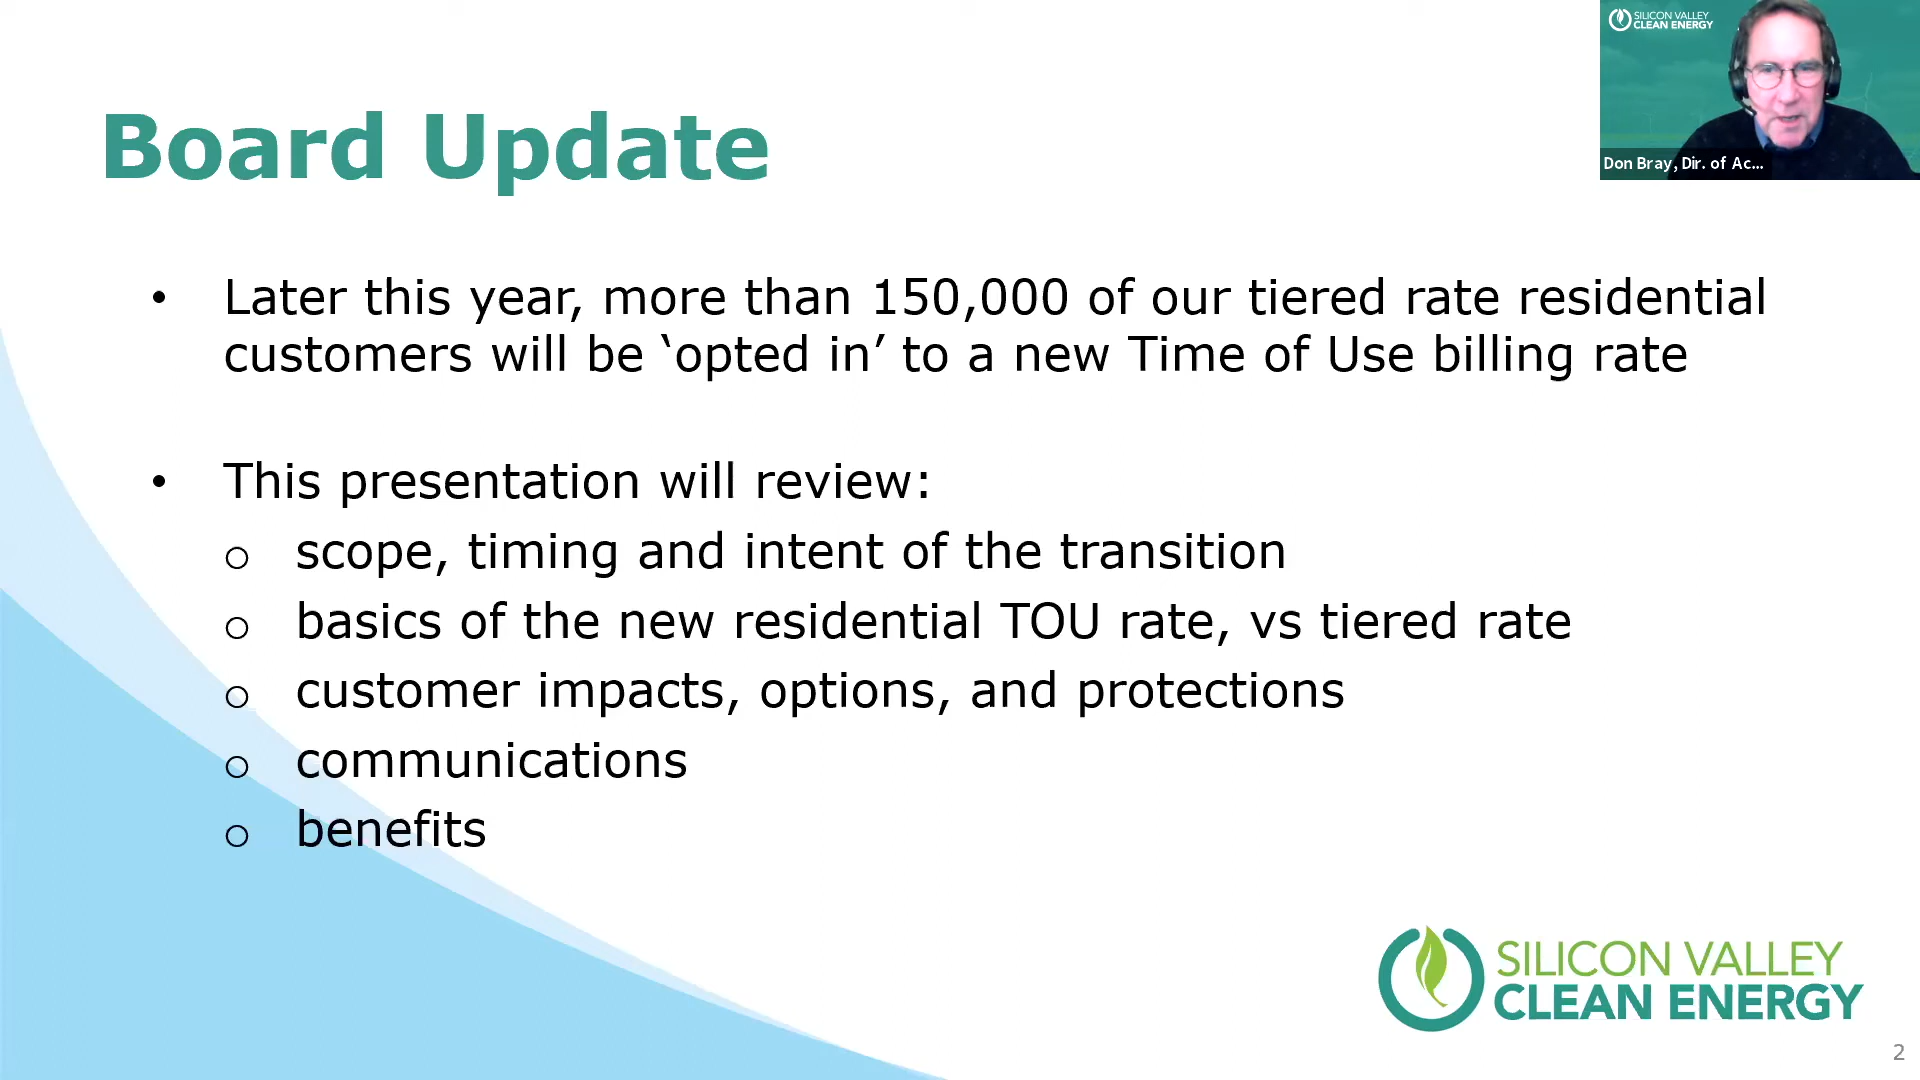 SILICON VALLEY
CLEAN ENERGY
Don Bray, Dir. of Ac...
Board Update
• Later this year, more than 150,000 of our tiered rate residential
customers will be ‘opted in’ to a new Time of Use billing rate
• This presentation will review:
o scope, timing and intent of the transition
o basics of the new residential TOU rate, vs tiered rate
o customer impacts, options, and protections
o communications
o benefits
SILICON VALLEY
CLEAN ENERGY
2